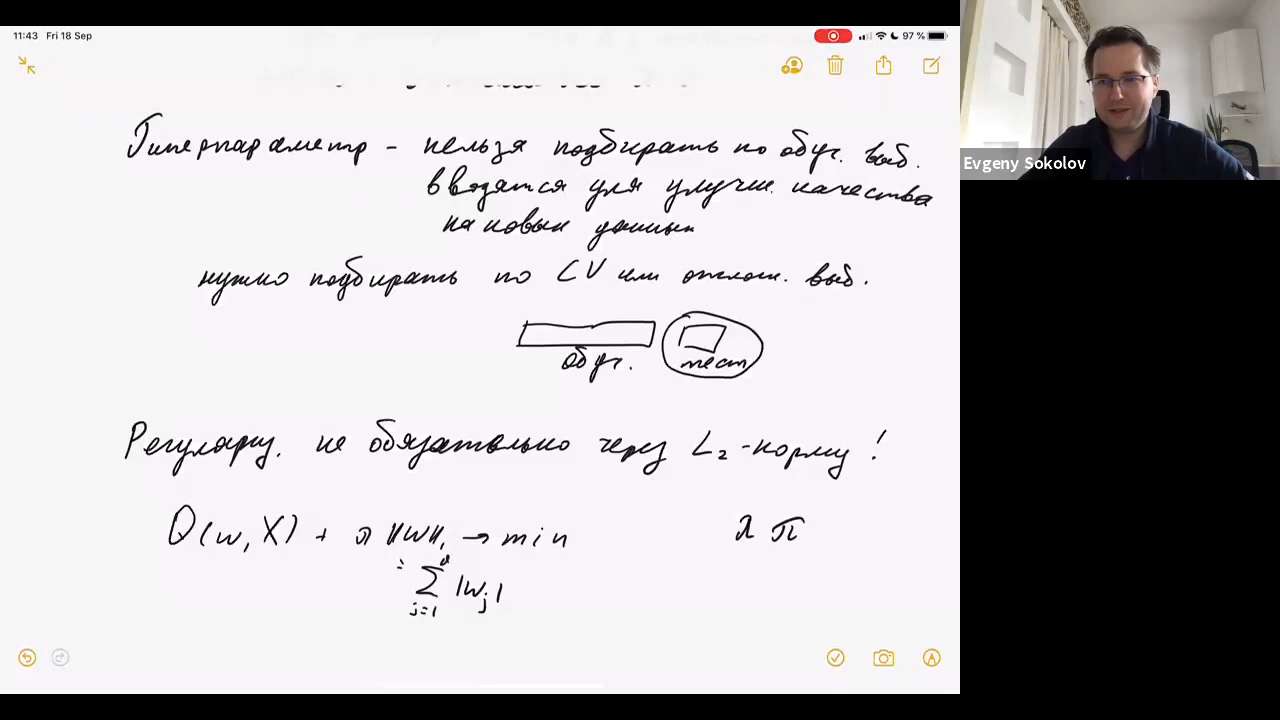 11:43 Fri 18 Sep
97 %
Evgeny Sokolov
Гиперпараметр - нельзя подбирать по обуч. выб.
вводятся для улучш. качества
на новых данных
нужно подбирать по CV или отлож. выб.
обуч.
тест
Регуляриз. не обязательно через L₂-норму!
Q(w, X) + λ ||w||₁ → min
λ π
= ∑ⱼ₌₁ᵈ |wⱼ|